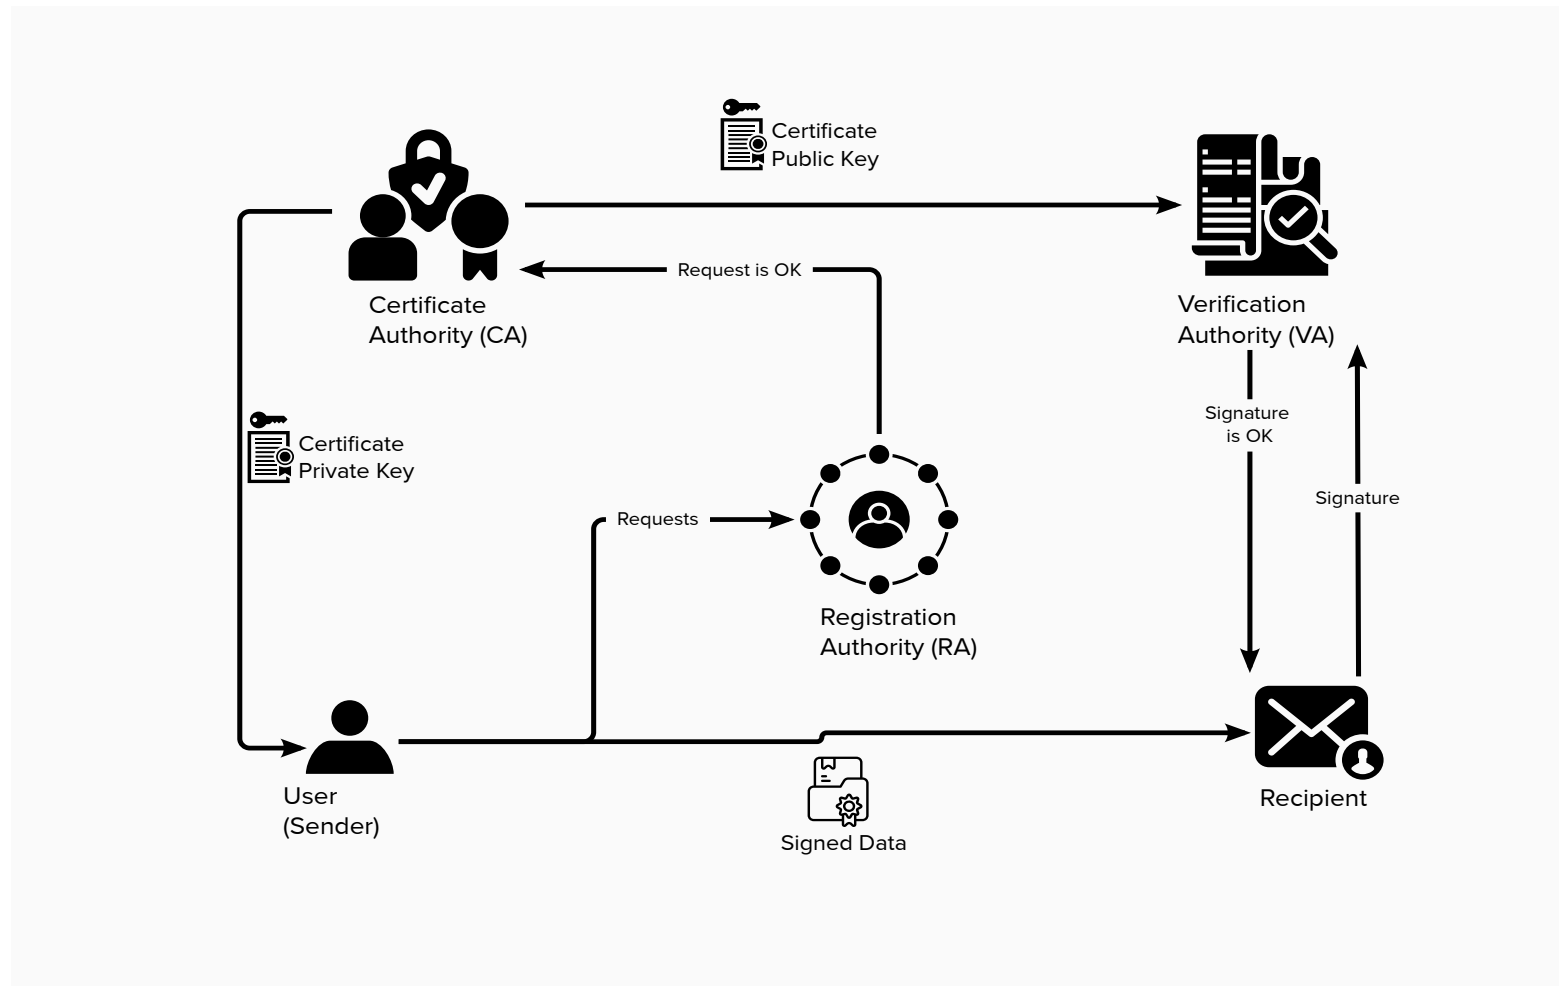 Certificate
Public Key
Certificate
Authority (CA)
Request is OK
Verification
Authority (VA)
Signature
is OK
Signature
Certificate
Private Key
Requests
Registration
Authority (RA)
User
(Sender)
Signed Data
Recipient